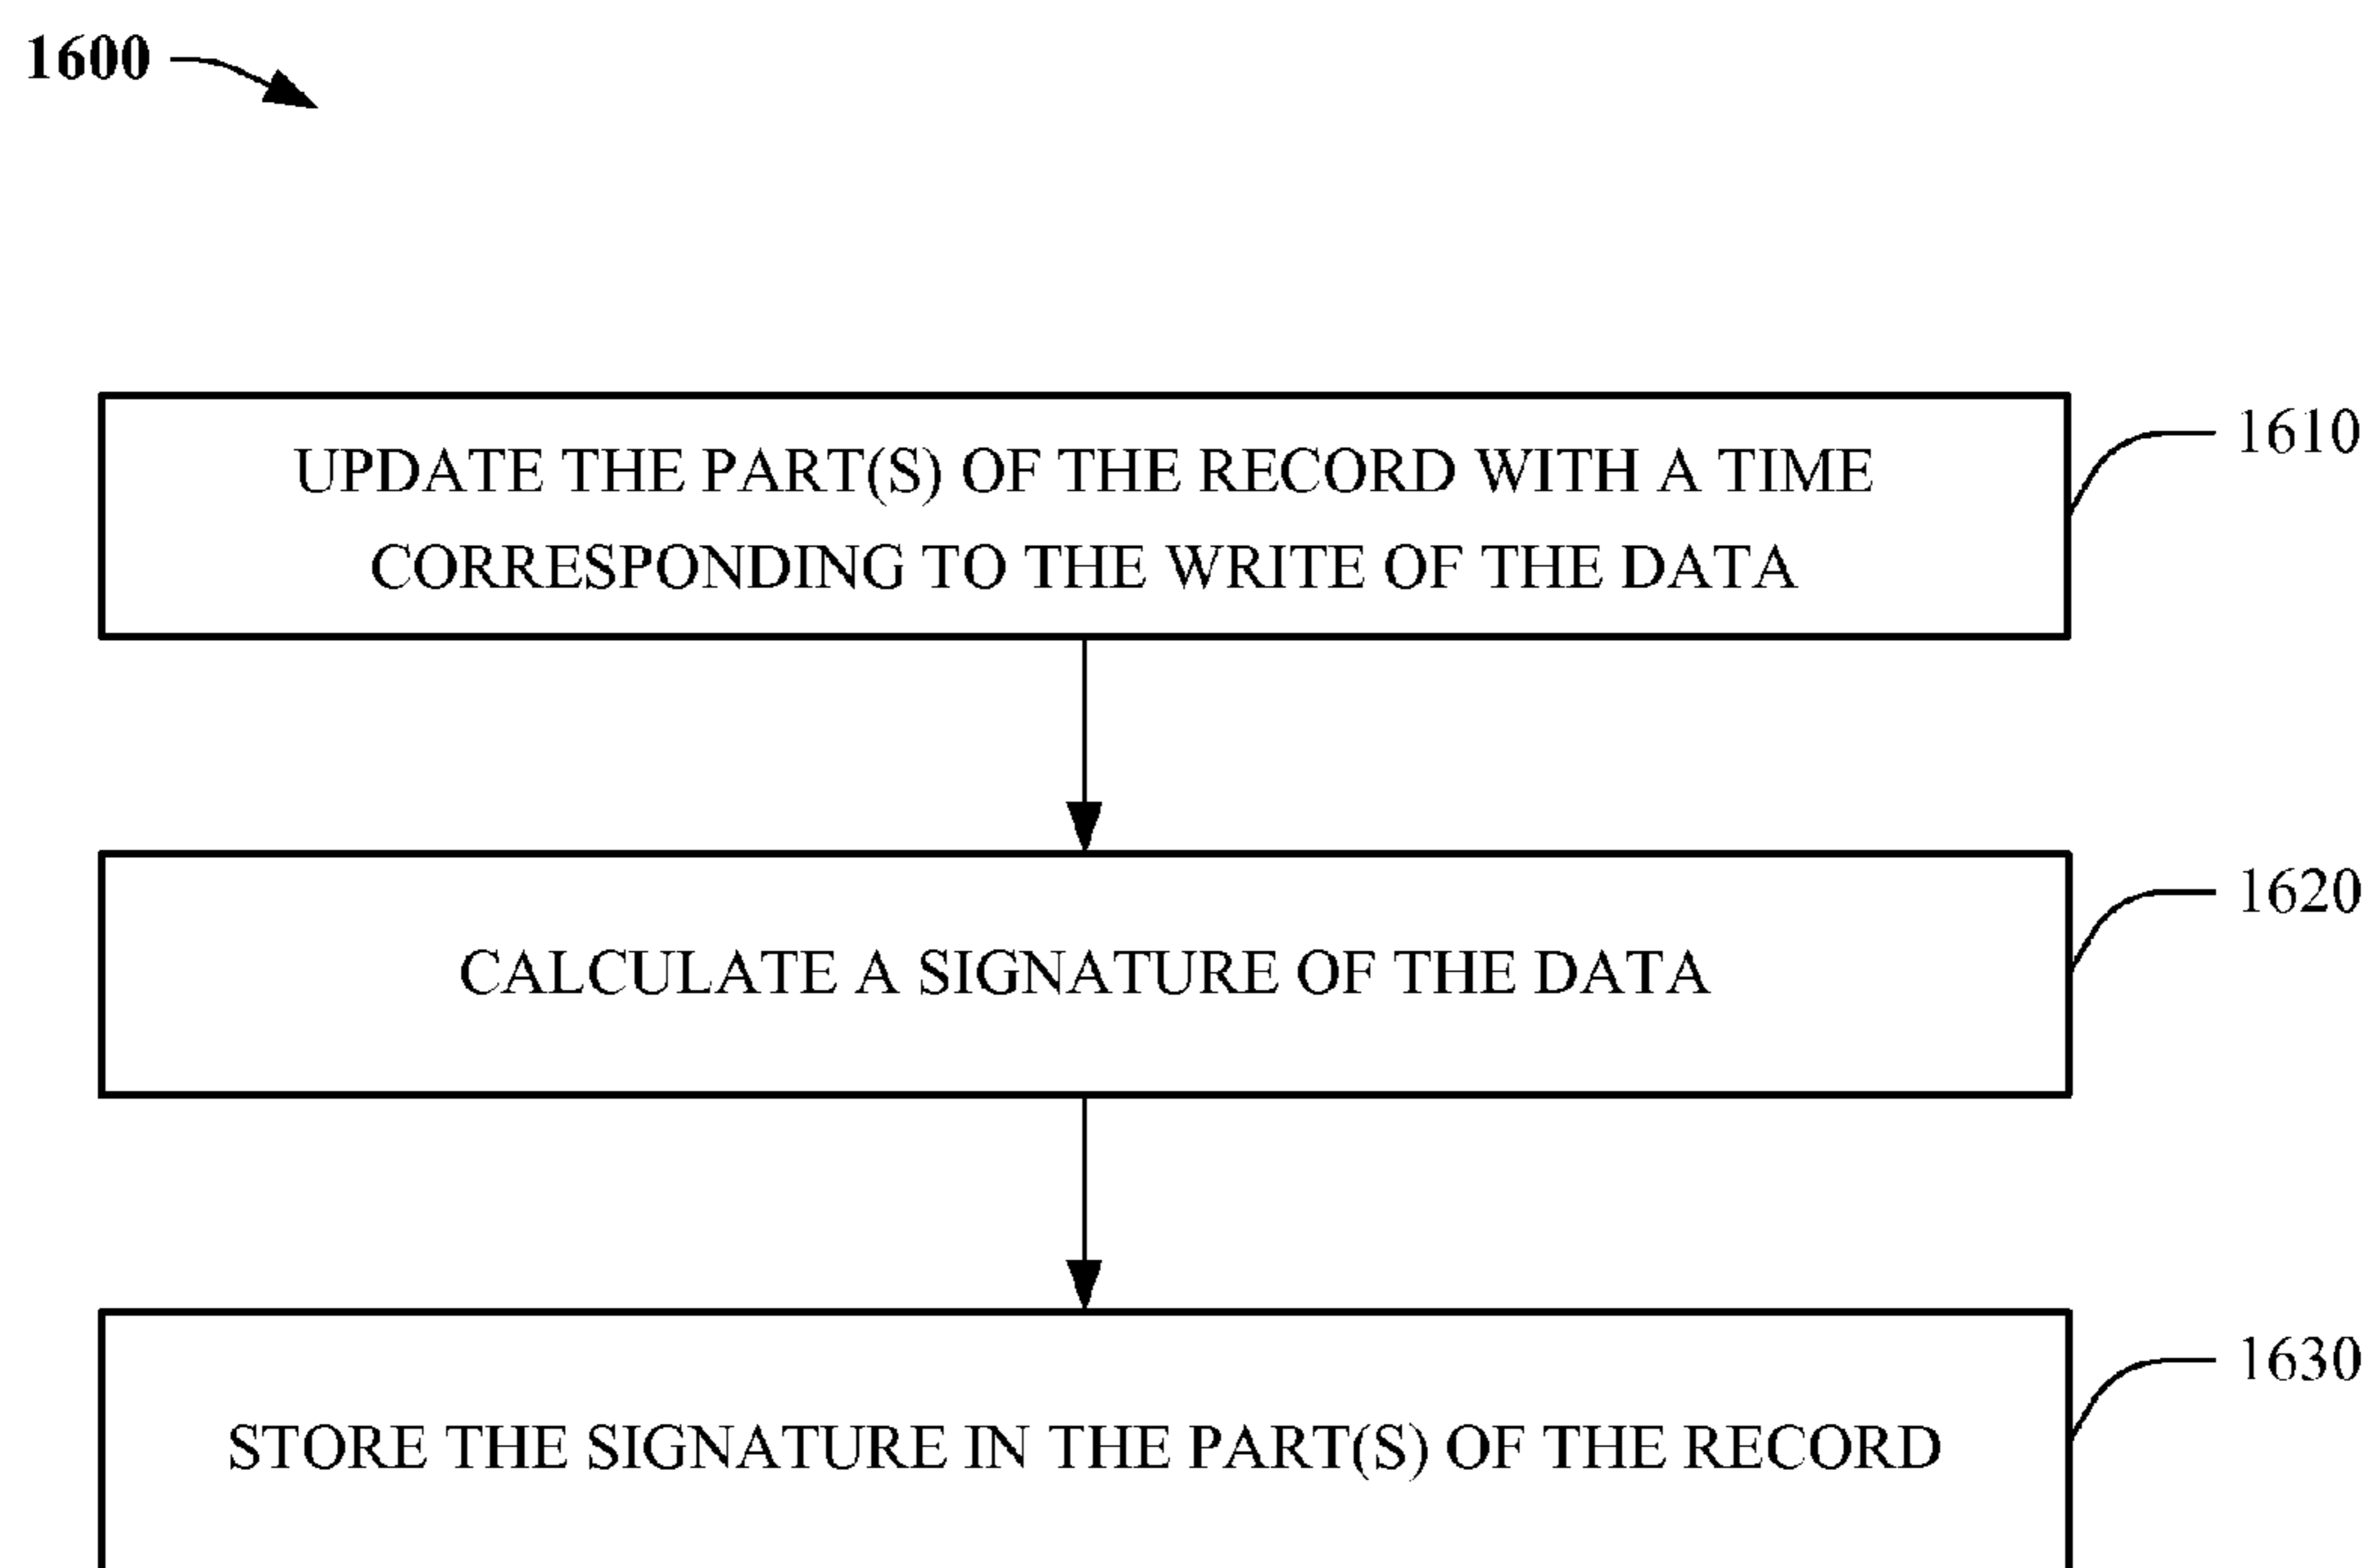 1600
UPDATE THE PART(S) OF THE RECORD WITH A TIME
CORRESPONDING TO THE WRITE OF THE DATA
1610
CALCULATE A SIGNATURE OF THE DATA
1620
STORE THE SIGNATURE IN THE PART(S) OF THE RECORD
1630